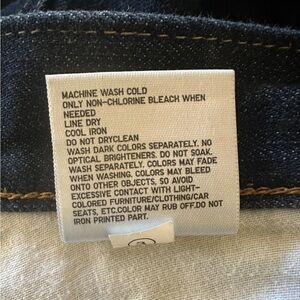 MACHINE WASH COLD
ONLY NON-CHLORINE BLEACH WHEN
NEEDED
LINE DRY
COOL IRON
DO NOT DRYCLEAN
WASH DARK COLORS SEPARATELY. NO
OPTICAL BRIGHTENERS. DO NOT SOAK.
WASH SEPARATELY. COLORS MAY FADE
WHEN WASHING. COLORS MAY BLEED
ONTO OTHER OBJECTS, SO AVOID
EXCESSIVE CONTACT WITH LIGHT-
COLORED FURNITURE/CLOTHING/CAR
SEATS, ETC.COLOR MAY RUB OFF.DO NOT
IRON PRINTED PART.